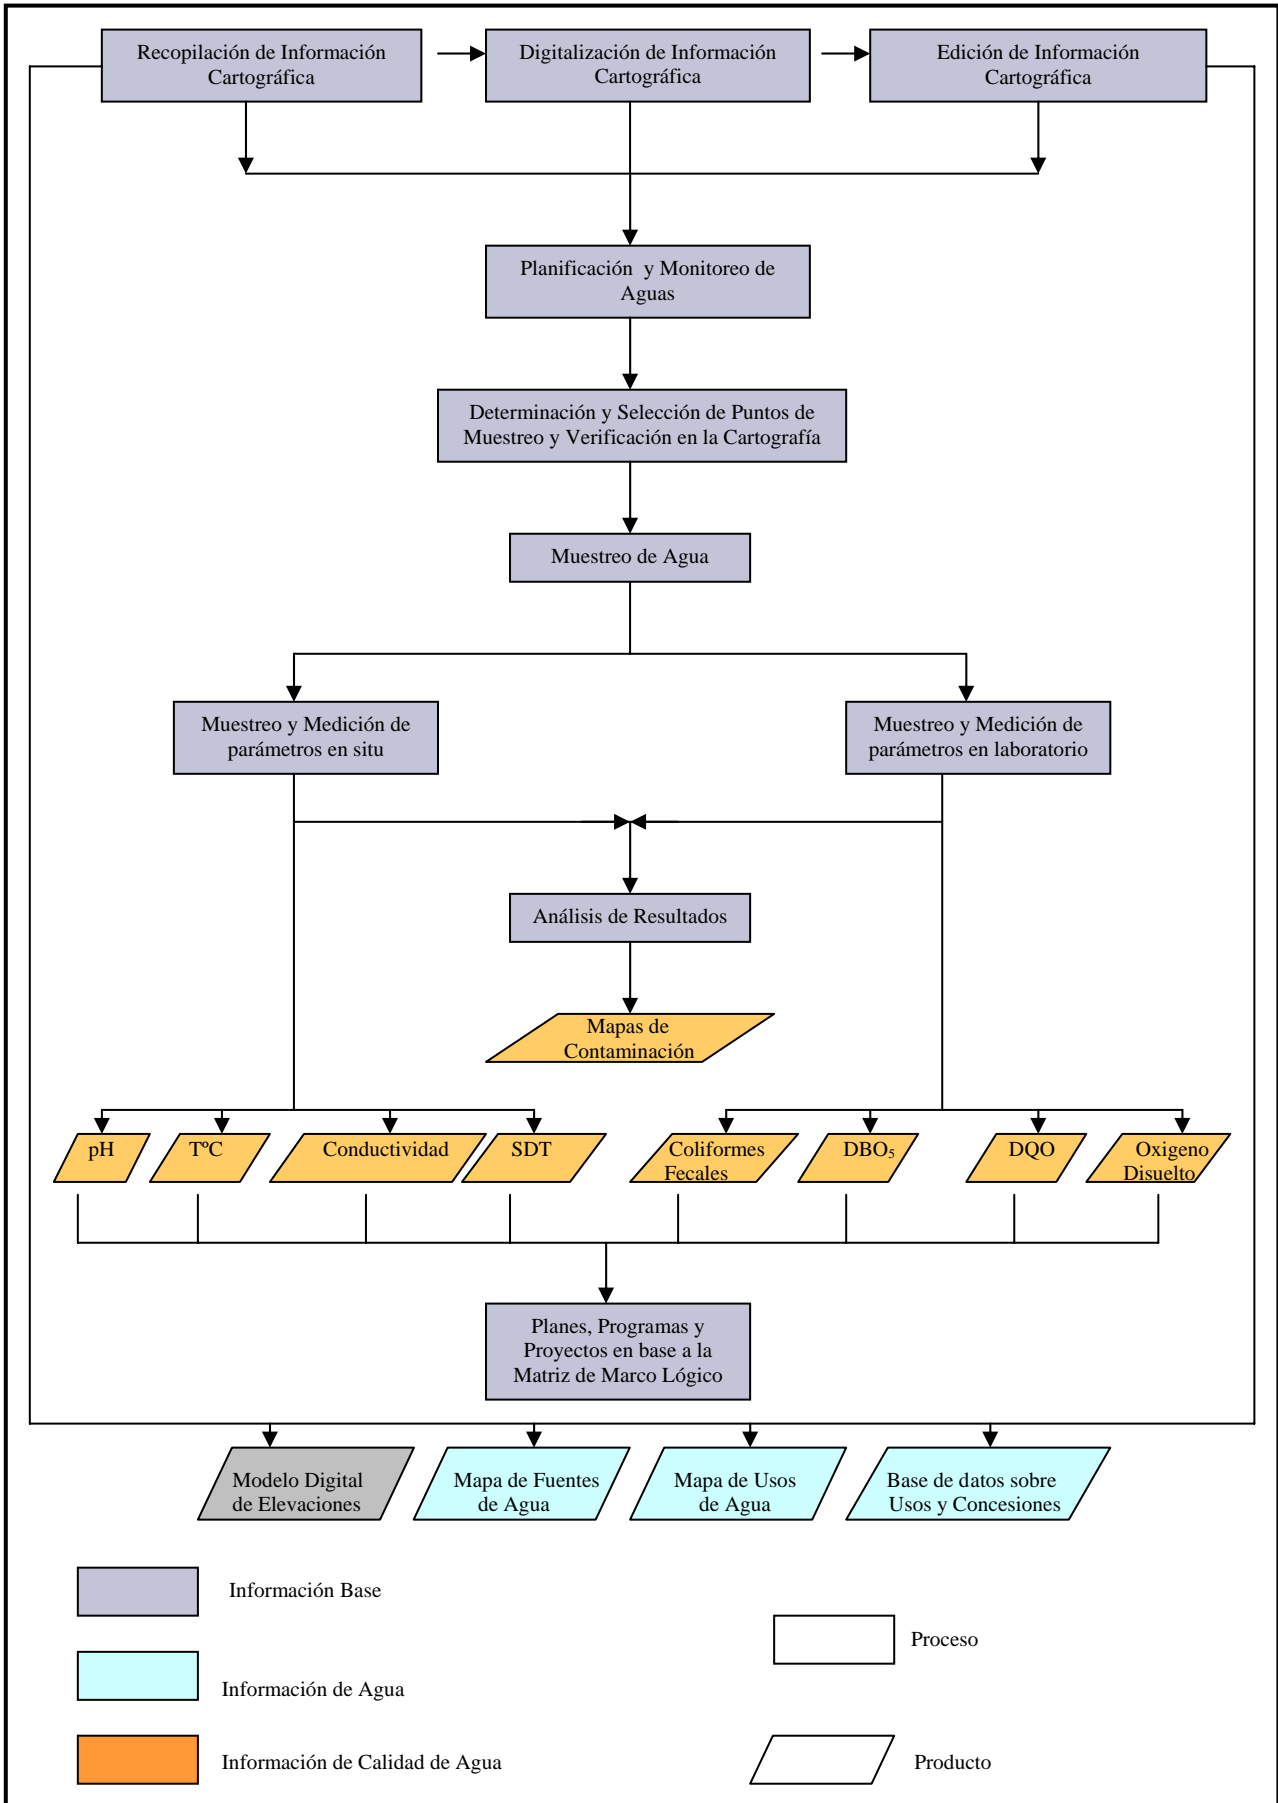 Recopilación de Información
Cartográfica
Digitalización de Información
Cartográfica
Edición de Información
Cartográfica
Planificación y Monitoreo de
Aguas
Determinación y Selección de Puntos de
Muestreo y Verificación en la Cartografía
Muestreo de Agua
Muestreo y Medición de
parámetros en situ
Muestreo y Medición de
parámetros en laboratorio
Análisis de Resultados
Mapas de
Contaminación
pH
TºC
Conductividad
SDT
Coliformes
Fecales
DBO₅
DQO
Oxigeno
Disuelto
Planes, Programas y
Proyectos en base a la
Matriz de Marco Lógico
Modelo Digital
de Elevaciones
Mapa de Fuentes
de Agua
Mapa de Usos
de Agua
Base de datos sobre
Usos y Concesiones
Información Base
Proceso
Información de Agua
Información de Calidad de Agua
Producto